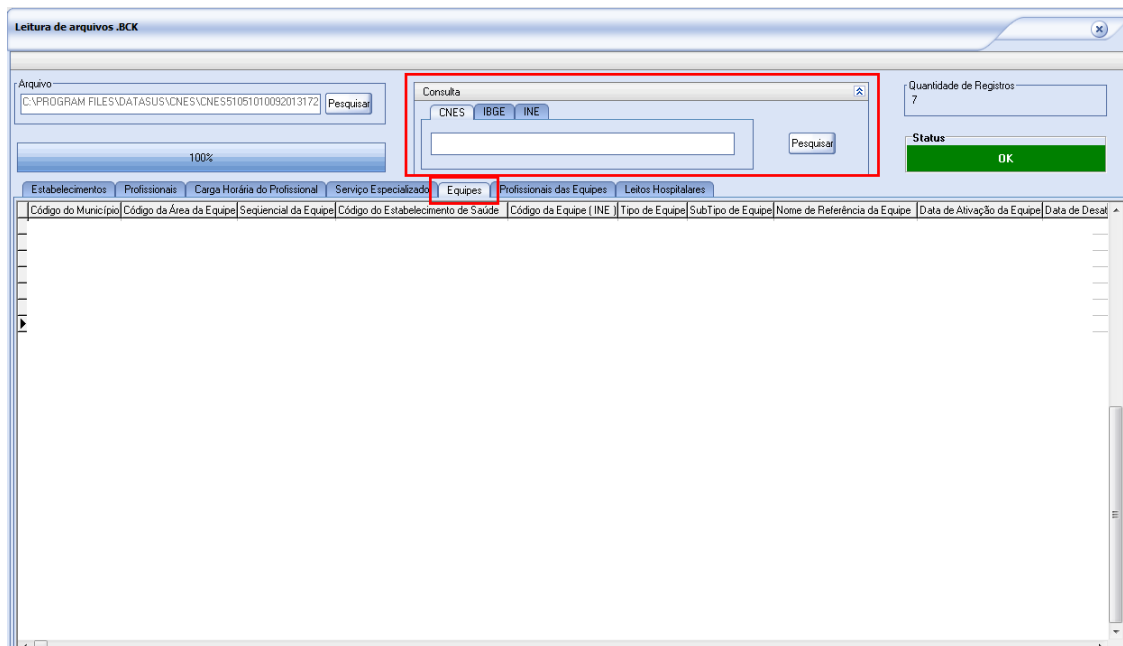 Leitura de arquivos .BCK
Arquivo
C:\PROGRAM FILES\DATASUS\CNES\CNES51051010092013172
Pesquisar
100%
Consulta
CNES IBGE INE
Pesquisar
Quantidade de Registros
7
Status
OK
Estabelecimentos Profissionais Carga Horária do Profissional Serviço Especializado Equipes Profissionais das Equipes Leitos Hospitalares
Código do Município Código da Área da Equipe Seqüencial da Equipe Código do Estabelecimento de Saúde Código da Equipe ( INE ) Tipo de Equipe SubTipo de Equipe Nome de Referência da Equipe Data de Ativação da Equipe Data de Desat